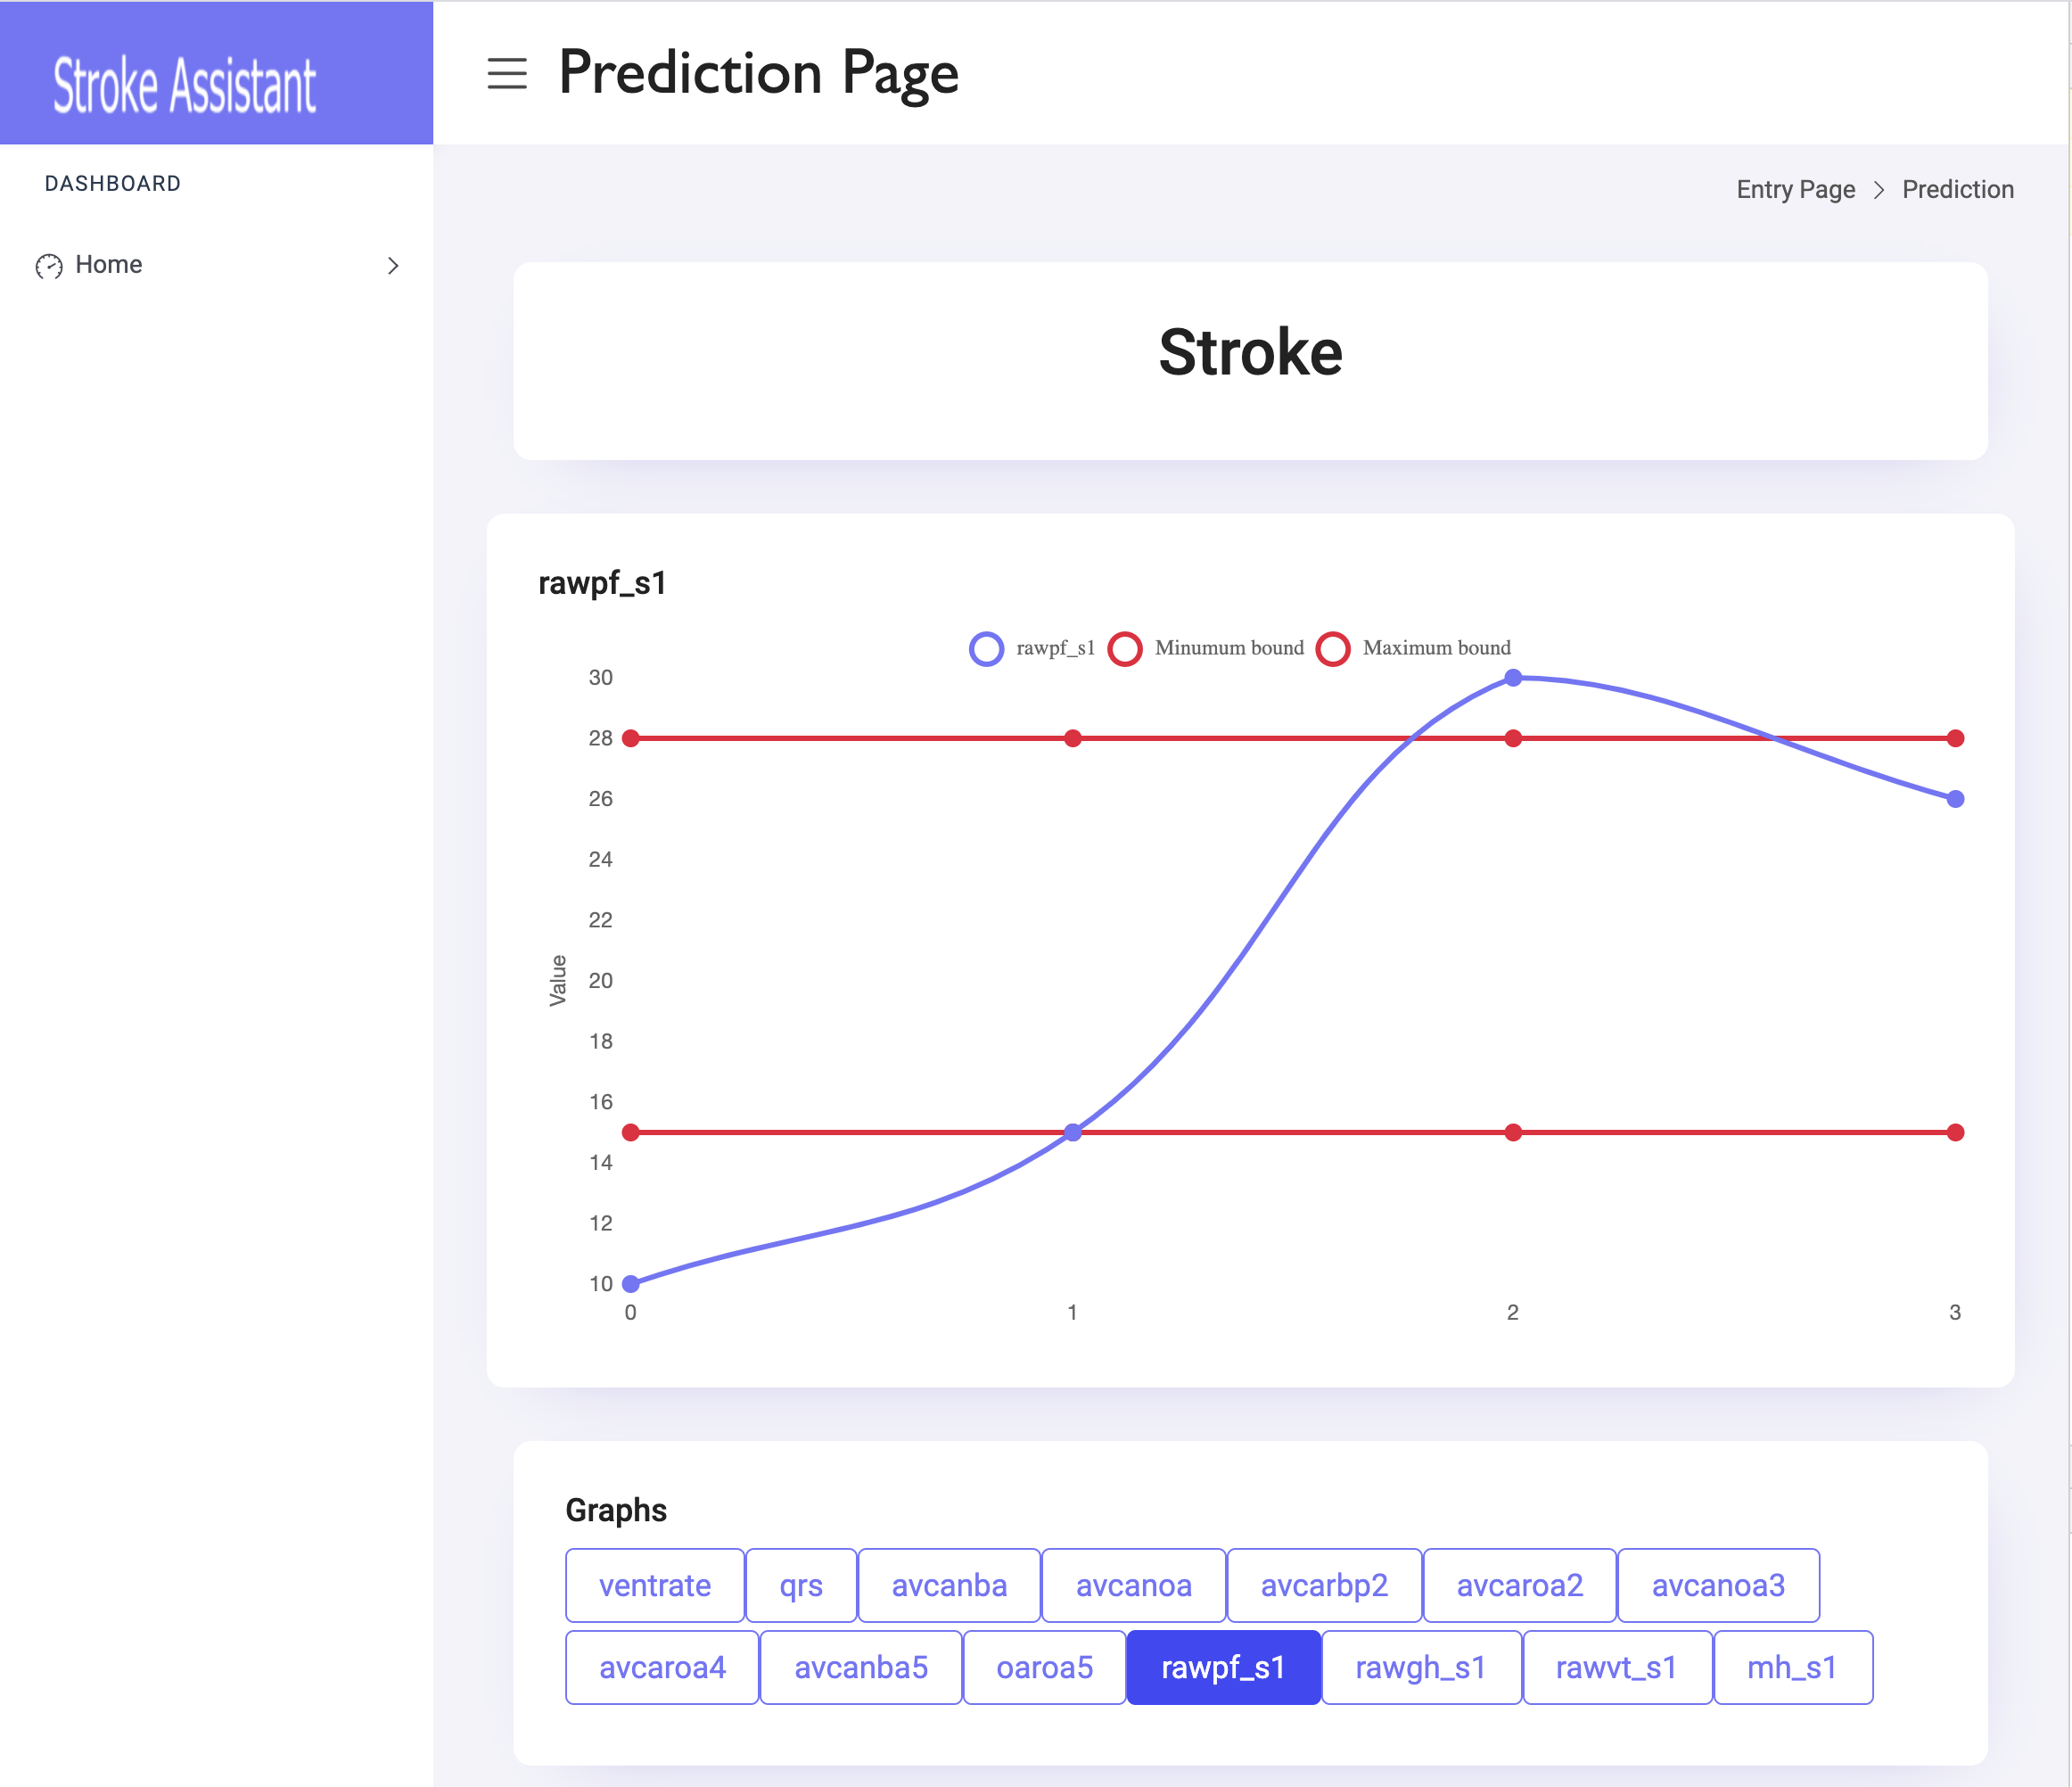 Stroke Assistant
Prediction Page
DASHBOARD
Home
Entry Page > Prediction
Stroke
rawpf_s1
rawpf_s1 Minumum bound Maximum bound
30
28
26
24
22
20
18
16
14
12
10
Value
0 1 2 3
Graphs
ventrate qrs avcanba avcanoa avcarbp2 avcaroa2 avcanoa3
avcaroa4 avcanba5 oaroa5 rawpf_s1 rawgh_s1 rawvt_s1 mh_s1